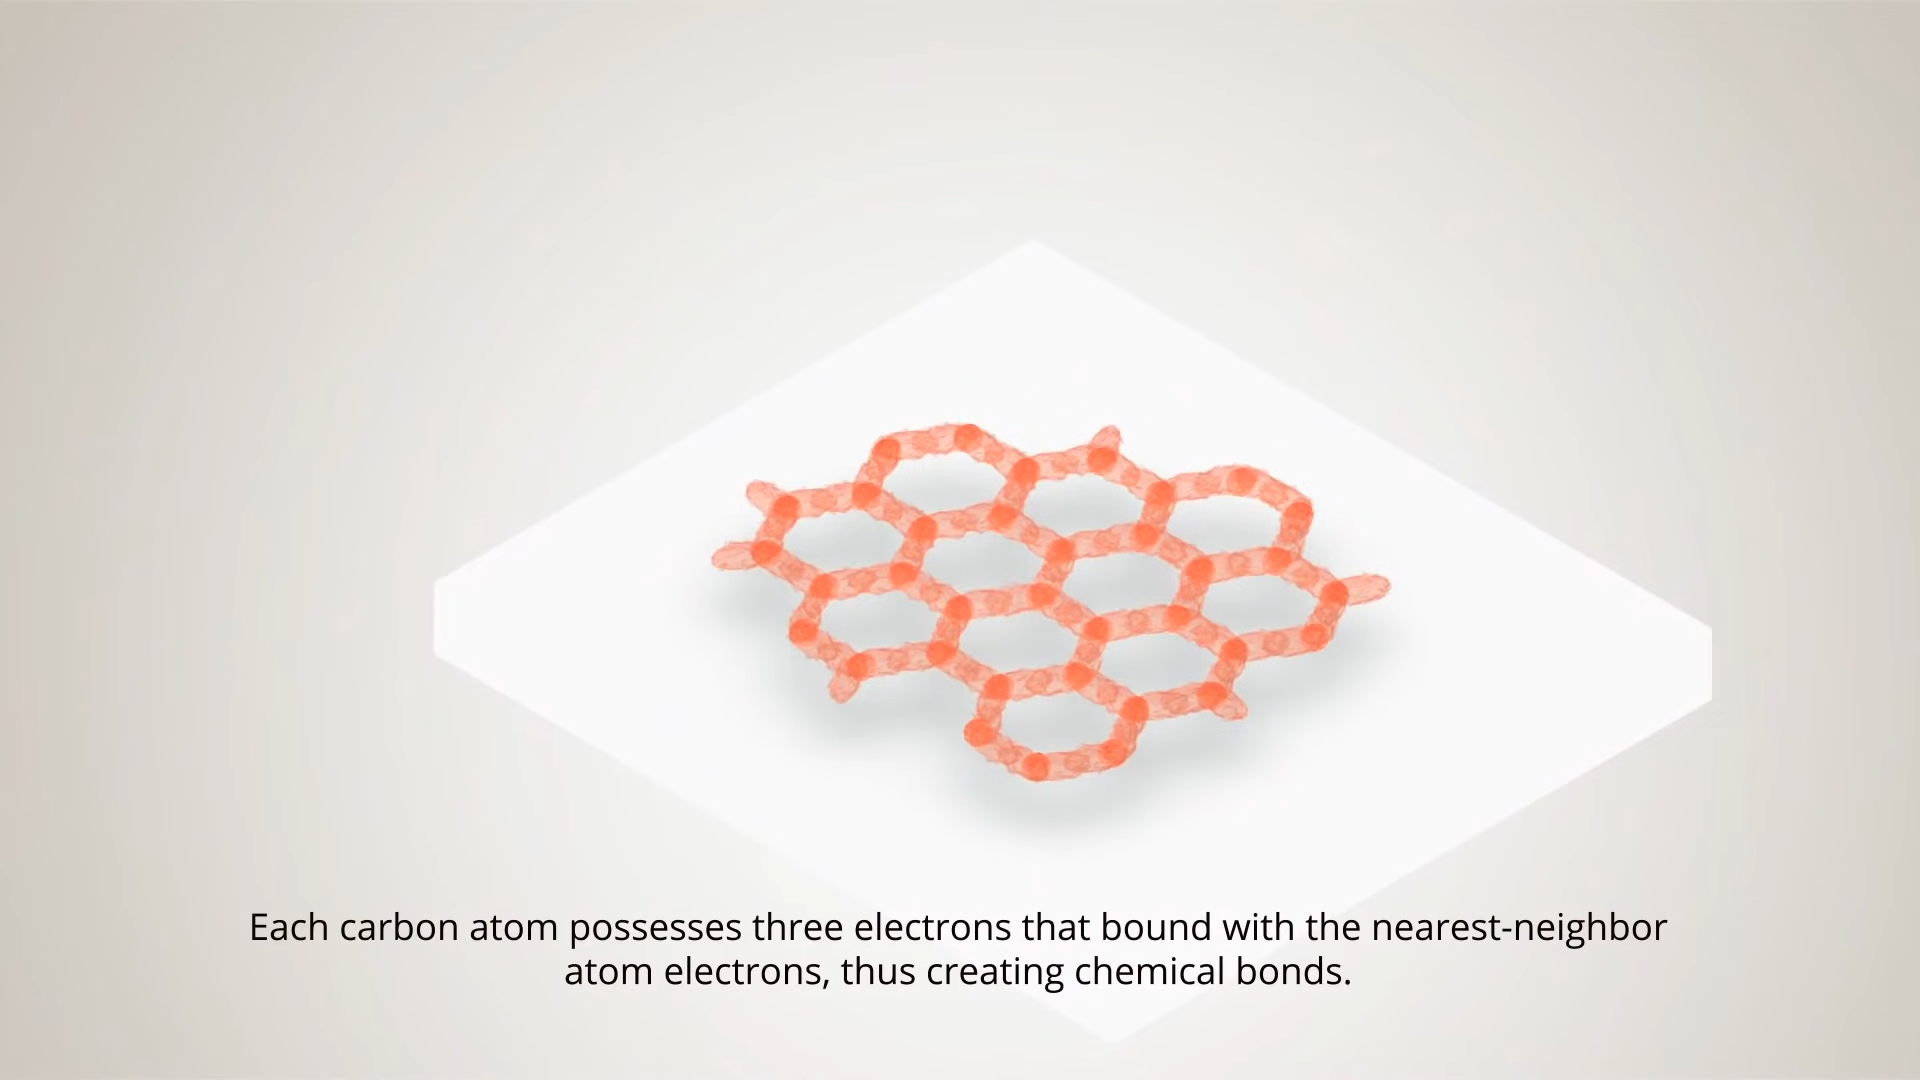 Each carbon atom possesses three electrons that bound with the nearest-neighbor
atom electrons, thus creating chemical bonds.